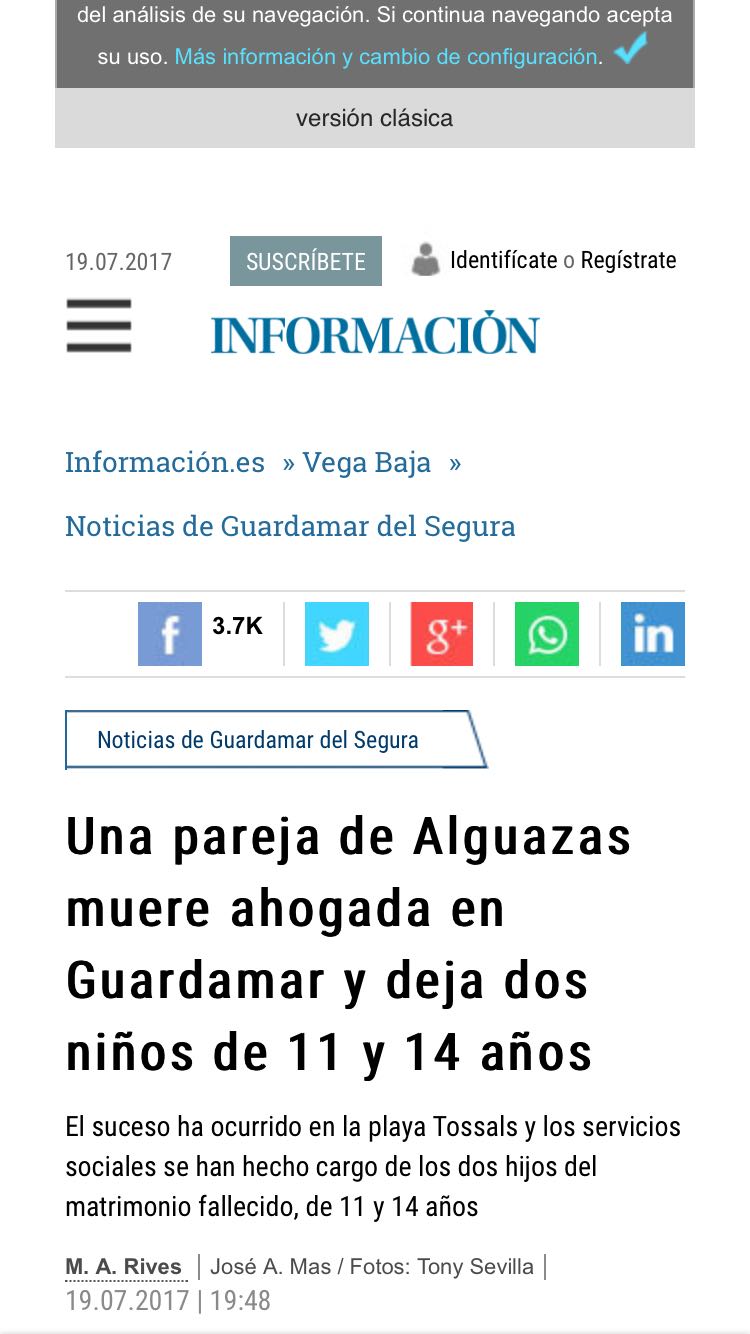 del análisis de su navegación. Si continua navegando acepta
su uso. Más información y cambio de configuración.
versión clásica
19.07.2017 SUSCRÍBETE Identifícate o Regístrate
INFORMACIÓN
Información.es » Vega Baja »
Noticias de Guardamar del Segura
f 3.7K g+ in
Noticias de Guardamar del Segura
Una pareja de Alguazas
muere ahogada en
Guardamar y deja dos
niños de 11 y 14 años
El suceso ha ocurrido en la playa Tossals y los servicios
sociales se han hecho cargo de los dos hijos del
matrimonio fallecido, de 11 y 14 años
M. A. Rives | José A. Mas / Fotos: Tony Sevilla |
19.07.2017 | 19:48